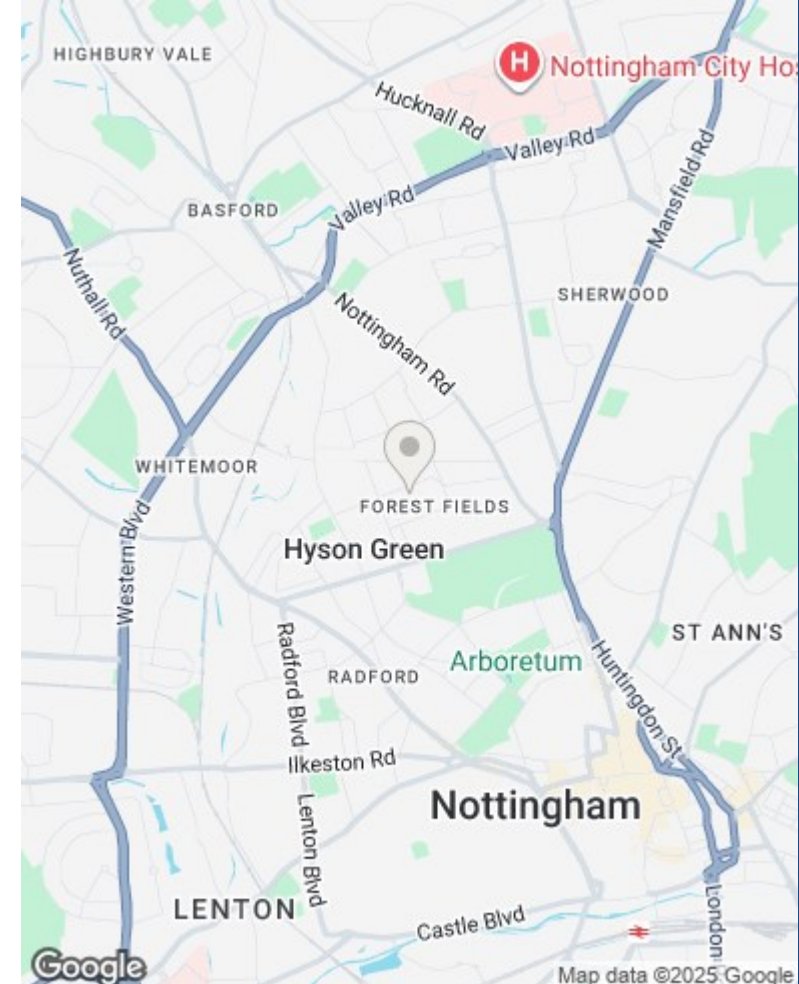 HIGHBURY VALE
H
Nottingham City Hos
Hucknall Rd
Valley Rd
Mansfield Rd
BASFORD
Valley Rd
Nuthall Rd
SHERWOOD
Nottingham Rd
WHITEMOOR
FOREST FIELDS
Western Blvd
Hyson Green
ST ANN'S
Arboretum
Huntingdon St
Radford Blvd
RADFORD
Ilkeston Rd
Nottingham
Lenton Blvd
LENTON
Castle Blvd
London
Google
Map data ©2025 Google